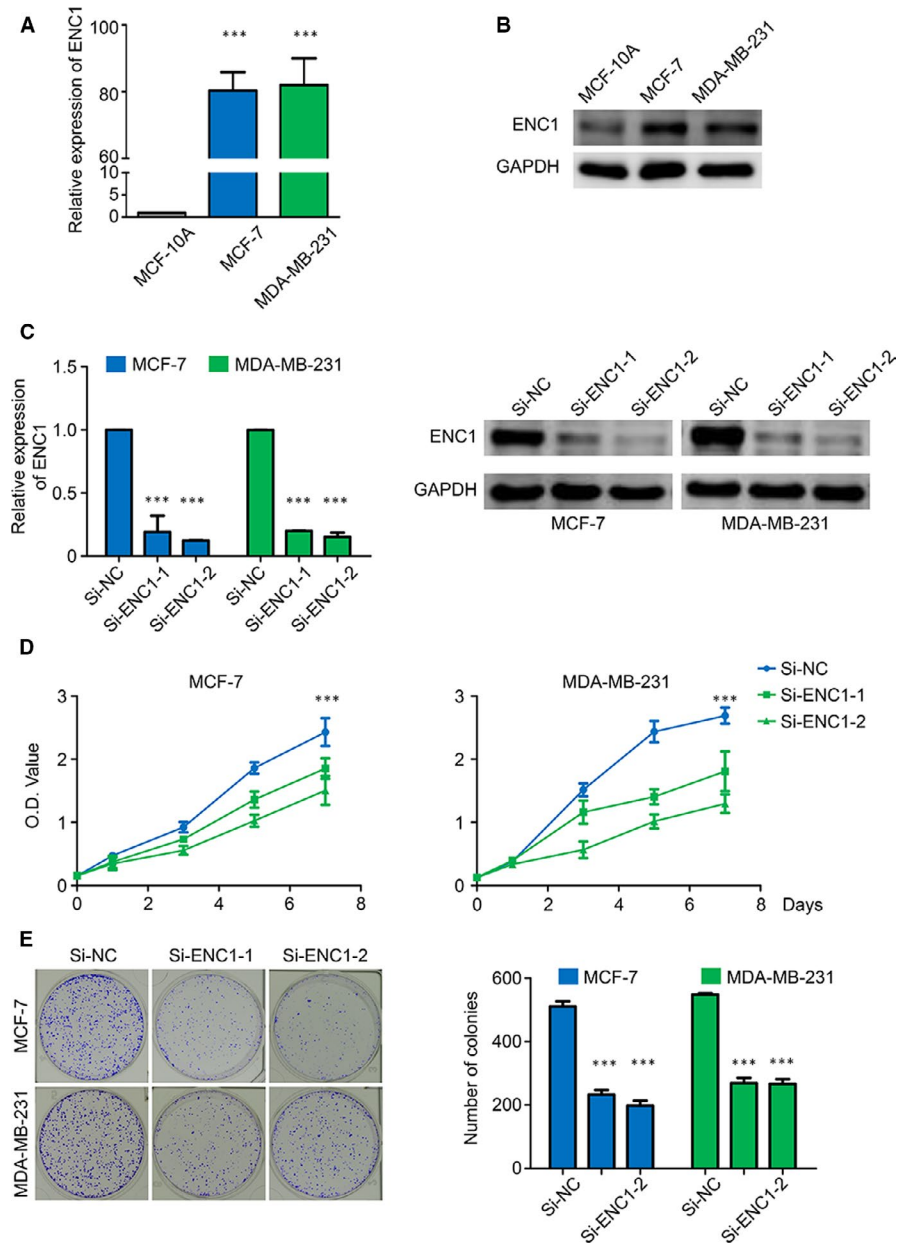 A
Relative expression of ENC1
100
80
60
10
5
0
***
***
MCF-10A
MCF-7
MDA-MB-231
B
MCF-10A
MCF-7
MDA-MB-231
ENC1
GAPDH
C
MCF-7
MDA-MB-231
Relative expression
of ENC1
1.5
1.0
0.5
0
***
***
***
***
Si-NC
Si-ENC1-1
Si-ENC1-2
Si-NC
Si-ENC1-1
Si-ENC1-2
Si-NC
Si-ENC1-1
Si-ENC1-2
Si-NC
Si-ENC1-1
Si-ENC1-2
ENC1
GAPDH
MCF-7
MDA-MB-231
D
MCF-7
O.D. Value
3
2
1
0
***
0 2 4 6 8
MDA-MB-231
3
2
1
0
***
0 2 4 6 8 Days
Si-NC
Si-ENC1-1
Si-ENC1-2
E
Si-NC Si-ENC1-1 Si-ENC1-2
MCF-7
MDA-MB-231
MCF-7
MDA-MB-231
Number of colonies
600
400
200
0
***
***
***
***
Si-NC
Si-ENC1-2
Si-NC
Si-ENC1-2